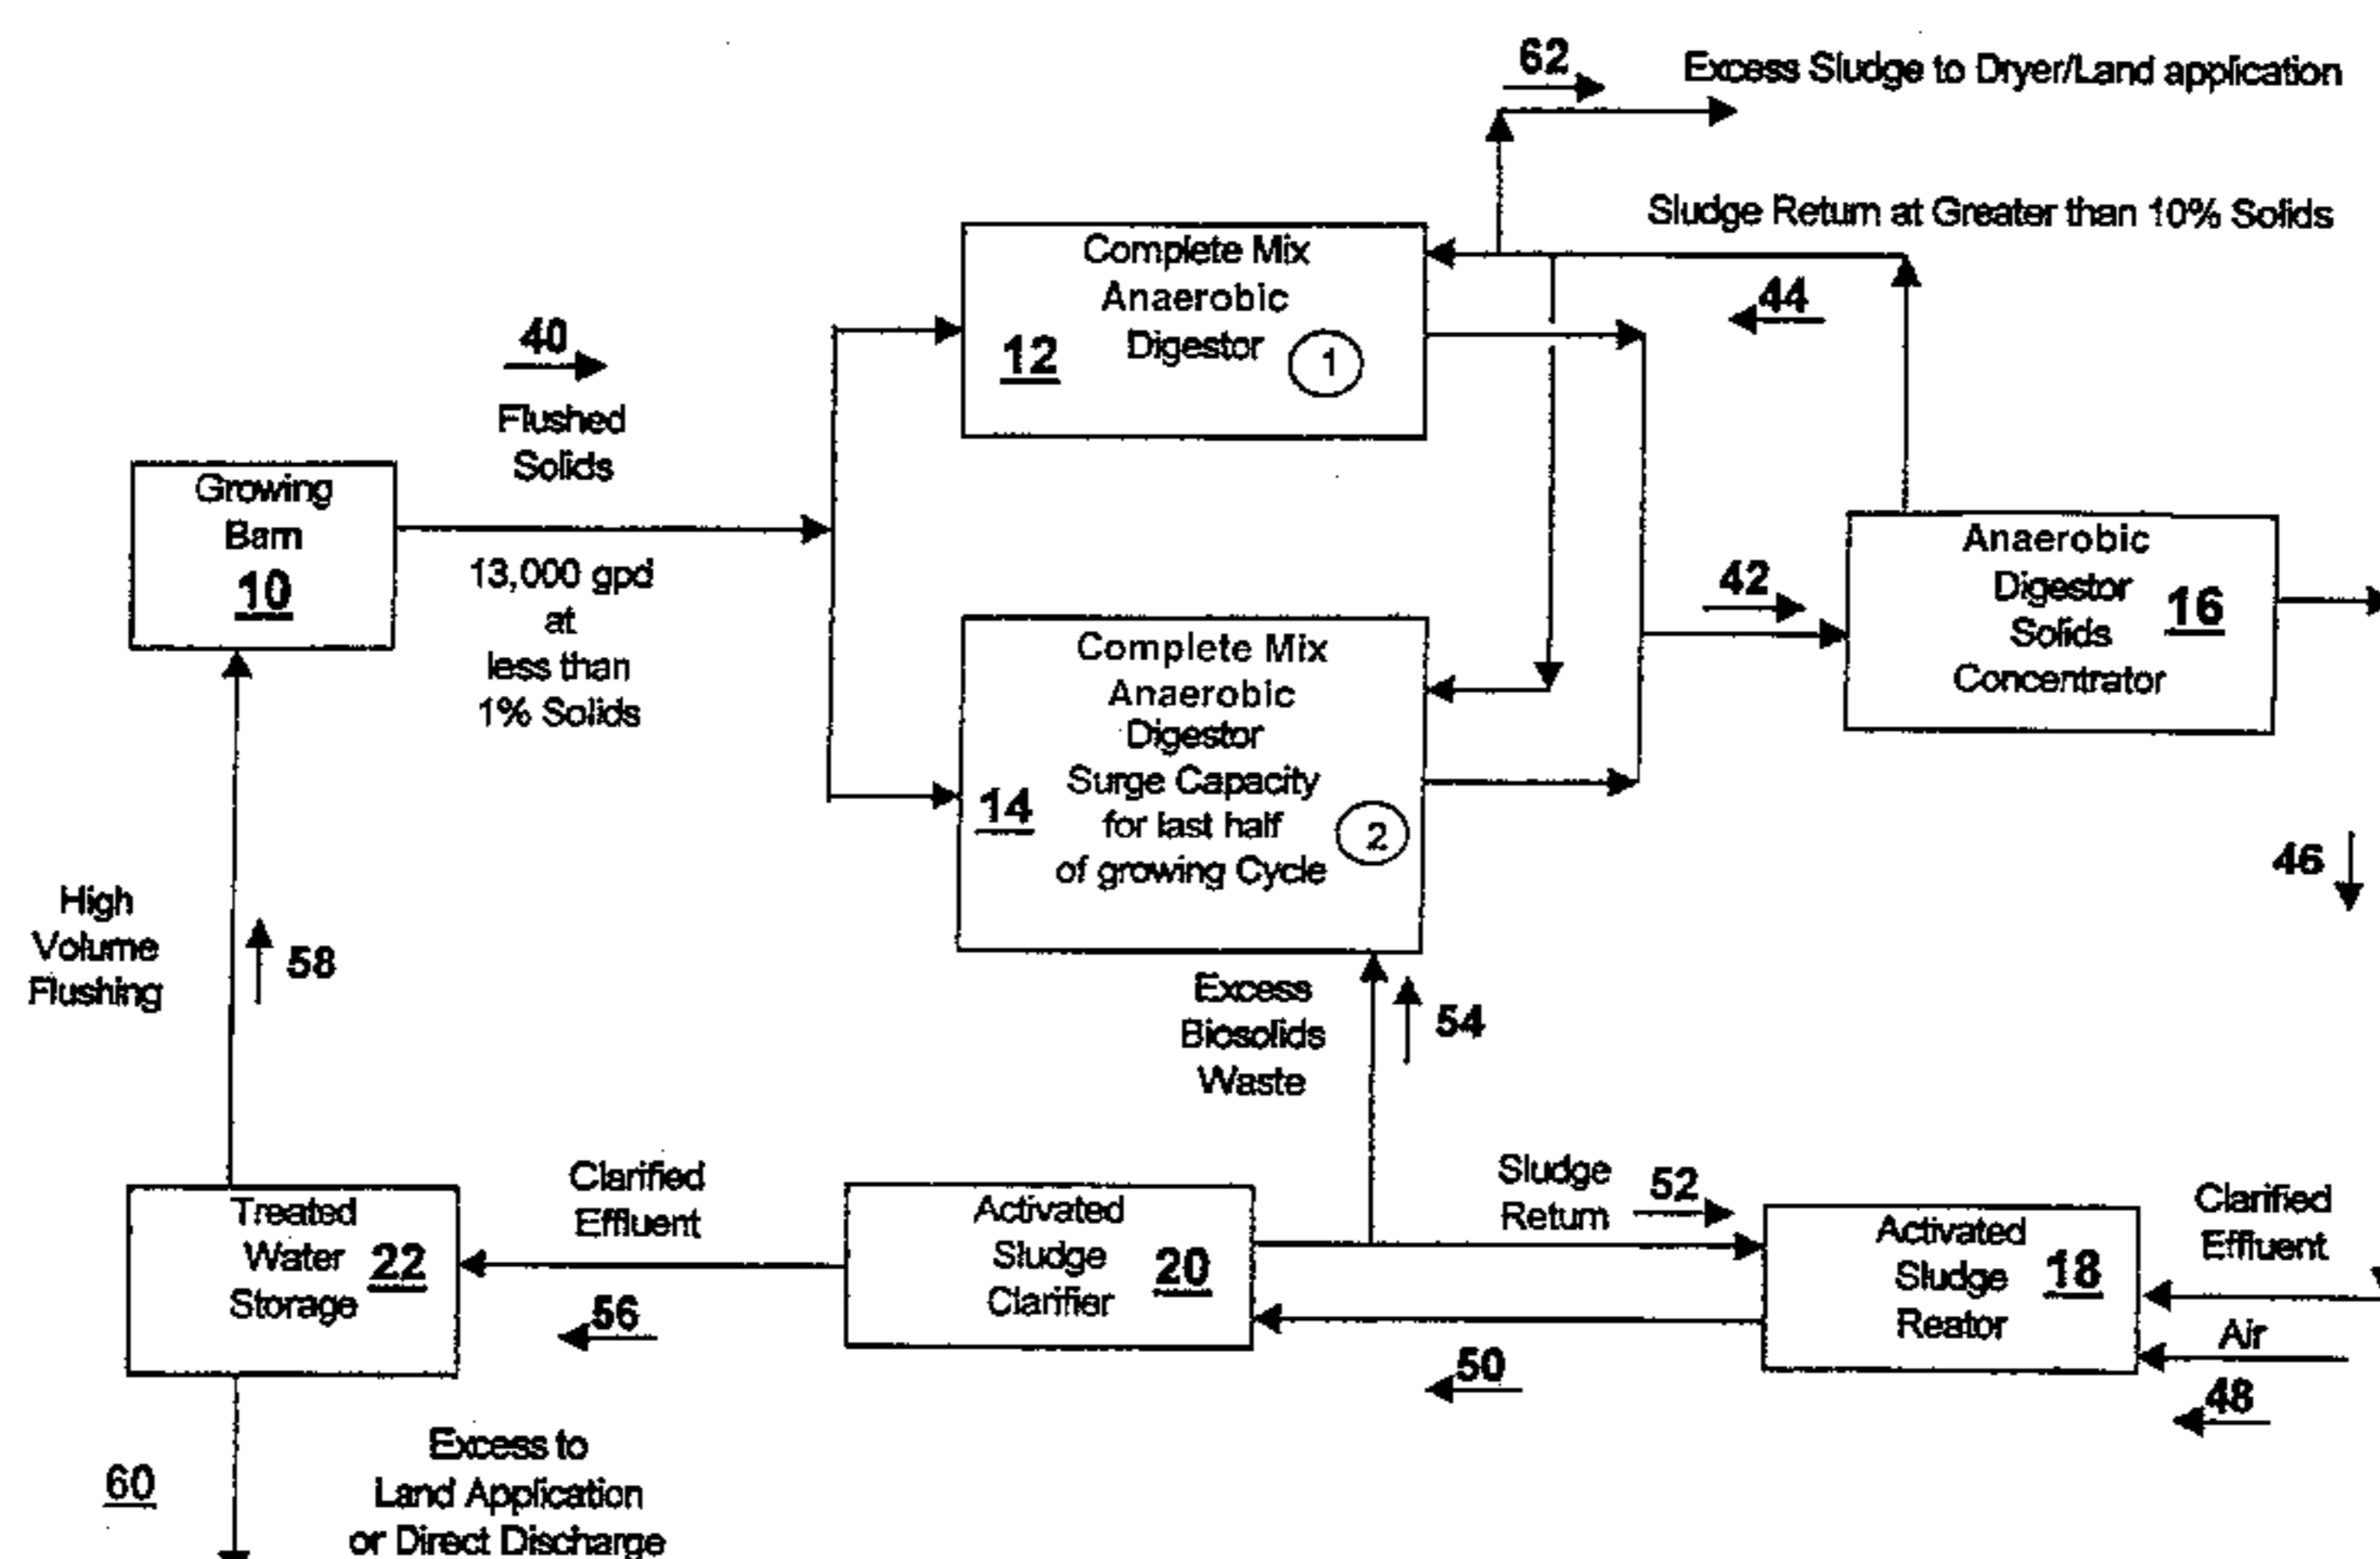 62
Excess Sludge to Dryer/Land application
Sludge Return at Greater than 10% Solids
44
40
Flushed
Solids
Complete Mix
Anaerobic
Digestor
12
1
Growing
Barn
10
13,000 gpd
at
less than
1% Solids
42
Anaerobic
Digestor
Solids
Concentrator
16
Complete Mix
Anaerobic
Digestor
Surge Capacity
for last half
of growing Cycle
14
2
46
High
Volume
Flushing
58
Excess
Biosolids
Waste
54
Treated
Water
Storage
22
Clarified
Effluent
56
Activated
Sludge
Clarifier
20
Sludge
Return
52
50
Activated
Sludge
Reator
18
Clarified
Effluent
Air
48
60
Excess to
Land Application
or Direct Discharge